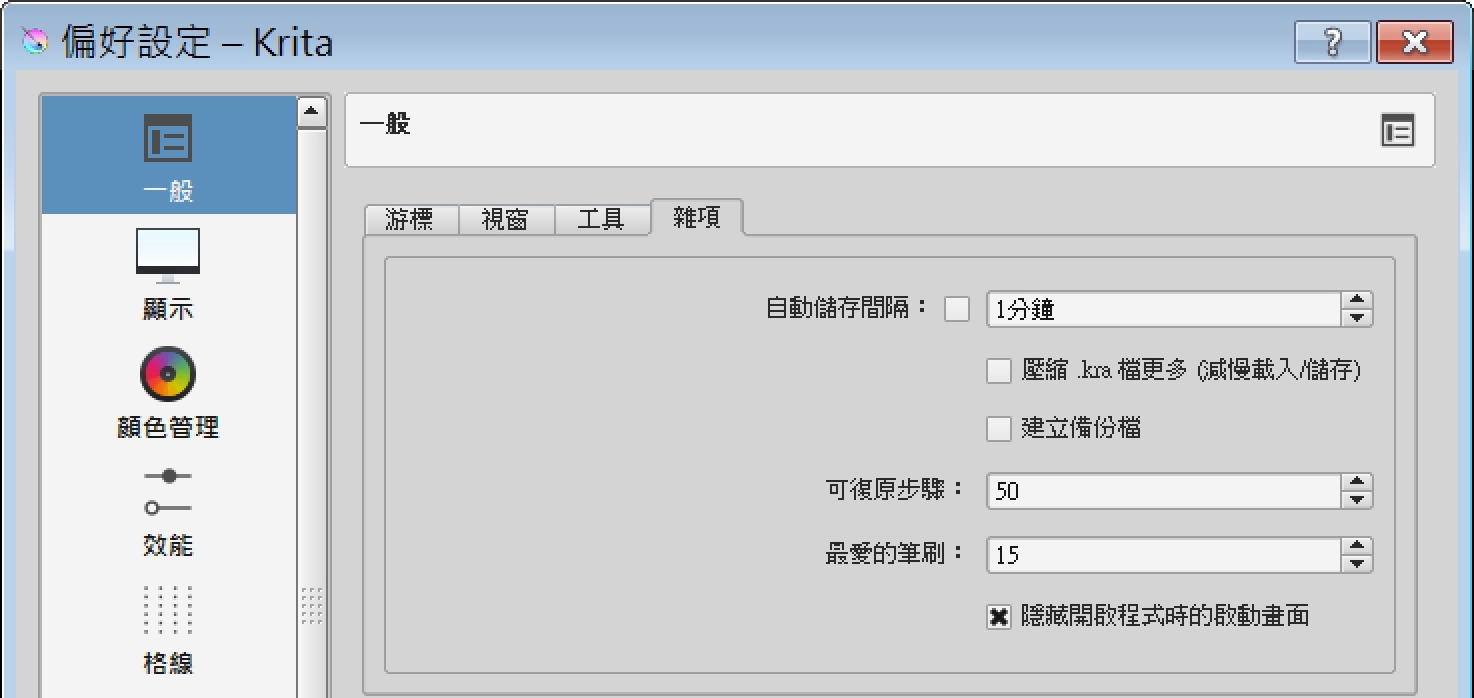 偏好設定 – Krita
一般
顯示
顏色管理
效能
格線
一般
游標 視窗 工具 雜項
自動儲存間隔： 1分鐘
壓縮 .kra 檔更多 (減慢載入/儲存)
建立備份檔
可復原步驟： 50
最愛的筆刷： 15
隱藏開啟程式時的啟動畫面